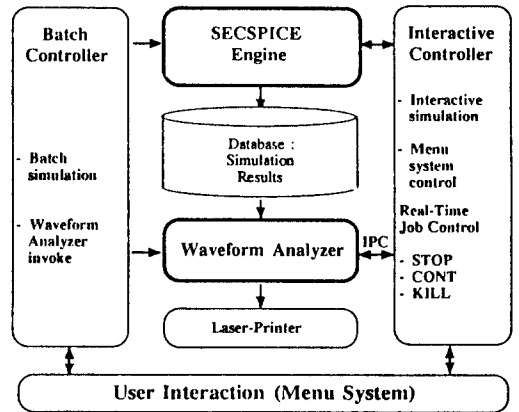 Batch
Controller
- Batch
simulation
- Waveform
Analyzer
invoke
SECSPICE
Engine
Database :
Simulation
Results
Waveform Analyzer
IPC
Laser-Printer
Interactive
Controller
- Interactive
simulation
- Menu
system
control
Real-Time
Job Control
- STOP
- CONT
- KILL
User Interaction (Menu System)